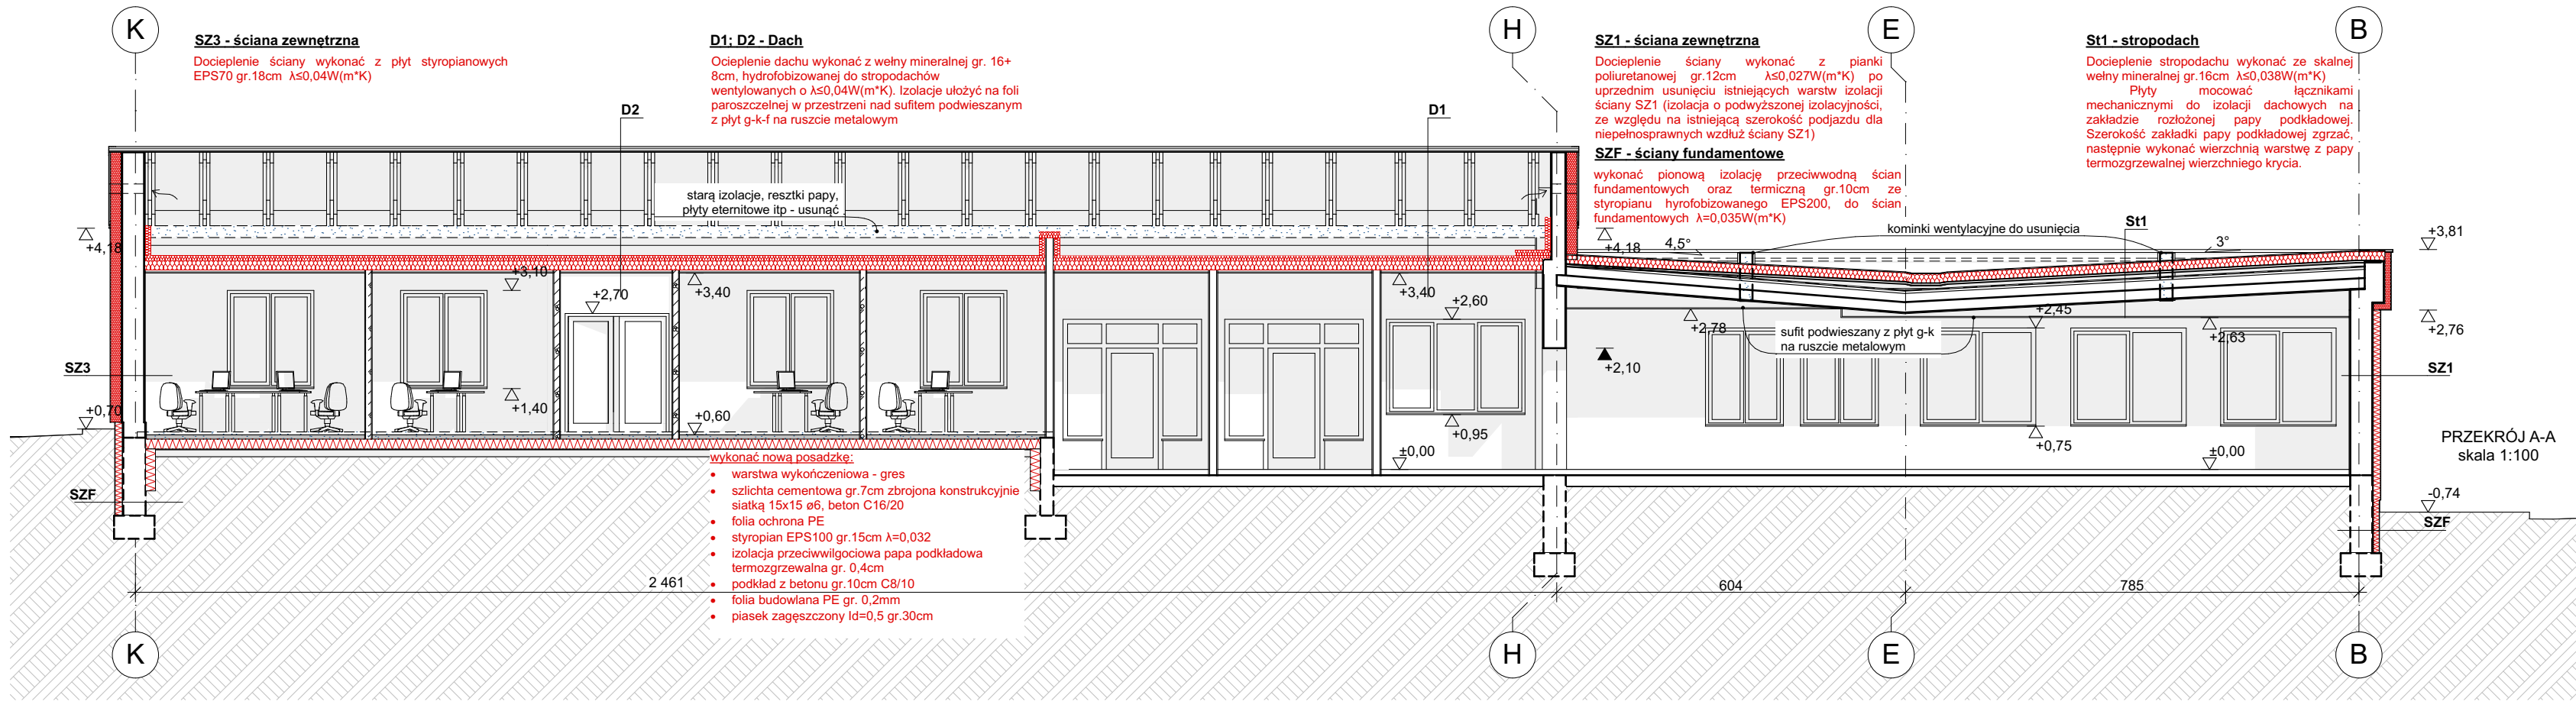 K
H
E
B
SZ3 - ściana zewnętrzna
Docieplenie ściany wykonać z płyt styropianowych
EPS70 gr.18cm λ≤0,04W(m*K)
D1; D2 - Dach
Ocieplenie dachu wykonać z wełny mineralnej gr. 16+
8cm, hydrofobizowanej do stropodachów
wentylowanych o λ≤0,04W(m*K). Izolacje ułożyć na foli
paroszczelnej w przestrzeni nad sufitem podwieszanym
z płyt g-k-f na ruszcie metalowym
SZ1 - ściana zewnętrzna
Docieplenie ściany wykonać z pianki
poliuretanowej gr.12cm λ≤0,027W(m*K) po
uprzednim usunięciu istniejących warstw izolacji
ściany SZ1 (izolacja o podwyższonej izolacyjności,
ze względu na istniejącą szerokość podjazdu dla
niepełnosprawnych wzdłuż ściany SZ1)
SZF - ściany fundamentowe
wykonać pionową izolację przeciwwodną ścian
fundamentowych oraz termiczną gr.10cm ze
styropianu hyrofobizowanego EPS200, do ścian
fundamentowych λ=0,035W(m*K)
St1 - stropodach
Docieplenie stropodachu wykonać ze skalnej
wełny mineralnej gr.16cm λ≤0,038W(m*K)
Płyty mocować łącznikami
mechanicznymi do izolacji dachowych na
zakładzie rozłożonej papy podkładowej.
Szerokość zakładki papy podkładowej zgrzać,
następnie wykonać wierzchnią warstwę z papy
termozgrzewalnej wierzchniego krycia.
D2
D1
starą izolacje, resztki papy,
płyty eternitowe itp - usunąć
kominki wentylacyjne do usunięcia
St1
+4,18
+4,18
4,5°
3°
+3,81
+3,10
+2,70
+3,40
+3,40
+2,60
+2,78
sufit podwieszany z płyt g-k
na ruszcie metalowym
+2,45
+2,63
+2,76
SZ3
+2,10
SZ1
+0,70
+1,40
+0,60
+0,95
±0,00
+0,75
±0,00
PRZEKRÓJ A-A
skala 1:100
wykonać nową posadzkę:
• warstwa wykończeniowa - gres
• szlichta cementowa gr.7cm zbrojona konstrukcyjnie
siatką 15x15 ø6, beton C16/20
• folia ochrona PE
• styropian EPS100 gr.15cm λ=0,032
• izolacja przeciwwilgociowa papa podkładowa
termozgrzewalna gr. 0,4cm
• podkład z betonu gr.10cm C8/10
• folia budowlana PE gr. 0,2mm
• piasek zagęszczony Id=0,5 gr.30cm
SZF
-0,74
SZF
2 461
604
785
K
H
E
B